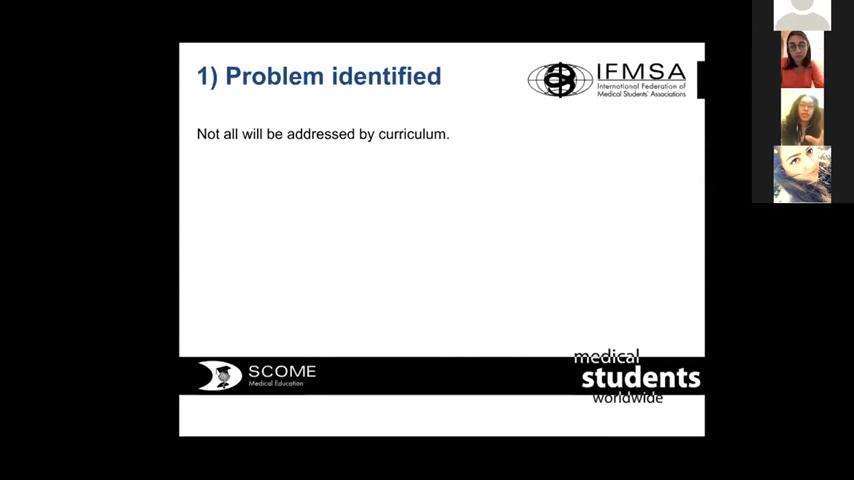 1) Problem identified
IFMSA
International Federation of
Medical Students' Associations
Not all will be addressed by curriculum.
SCOME
Medical Education
medical
students
worldwide